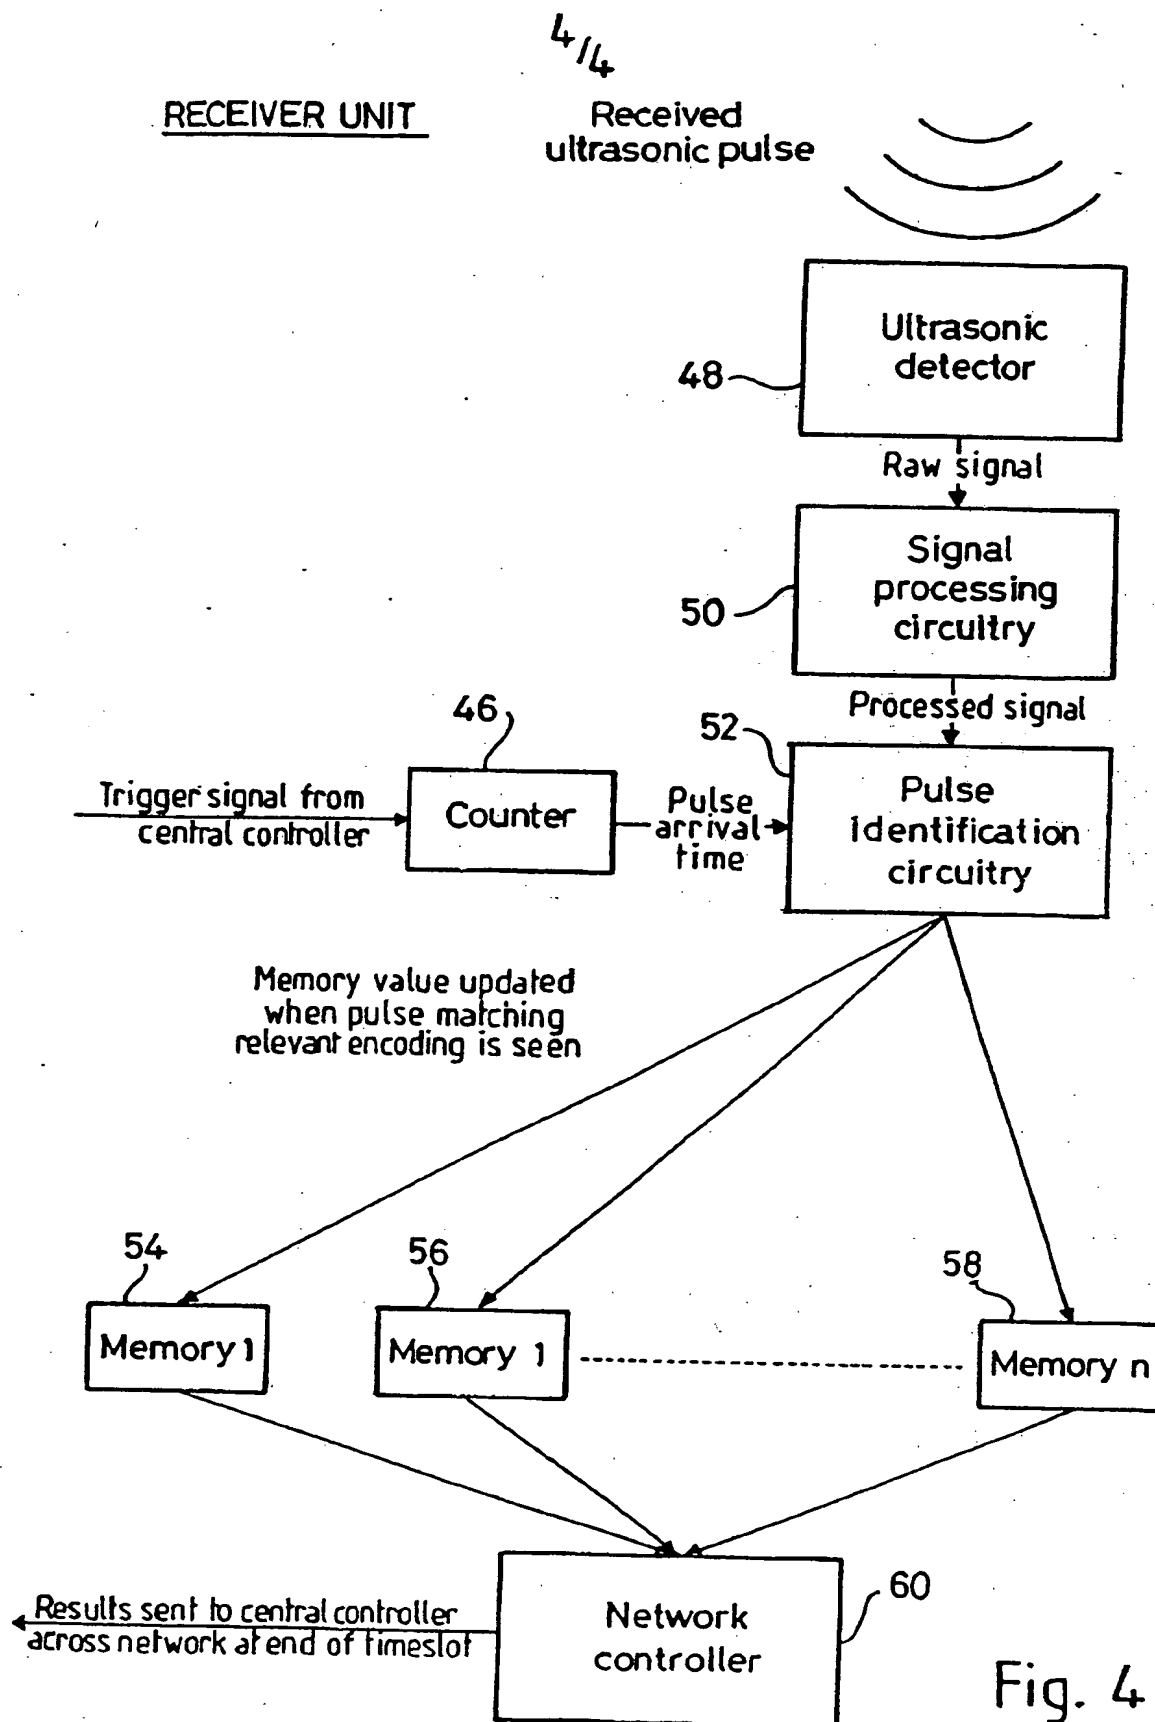 4/4
RECEIVER UNIT
Received
ultrasonic pulse
Ultrasonic
detector
48
Raw signal
Signal
processing
circuitry
50
Processed signal
46
52
Trigger signal from
central controller
Counter
Pulse
arrival
time
Pulse
identification
circuitry
Memory value updated
when pulse matching
relevant encoding is seen
54
56
58
Memory 1
Memory 1
Memory n
60
Results sent to central controller
across network at end of timeslot
Network
controller
Fig. 4